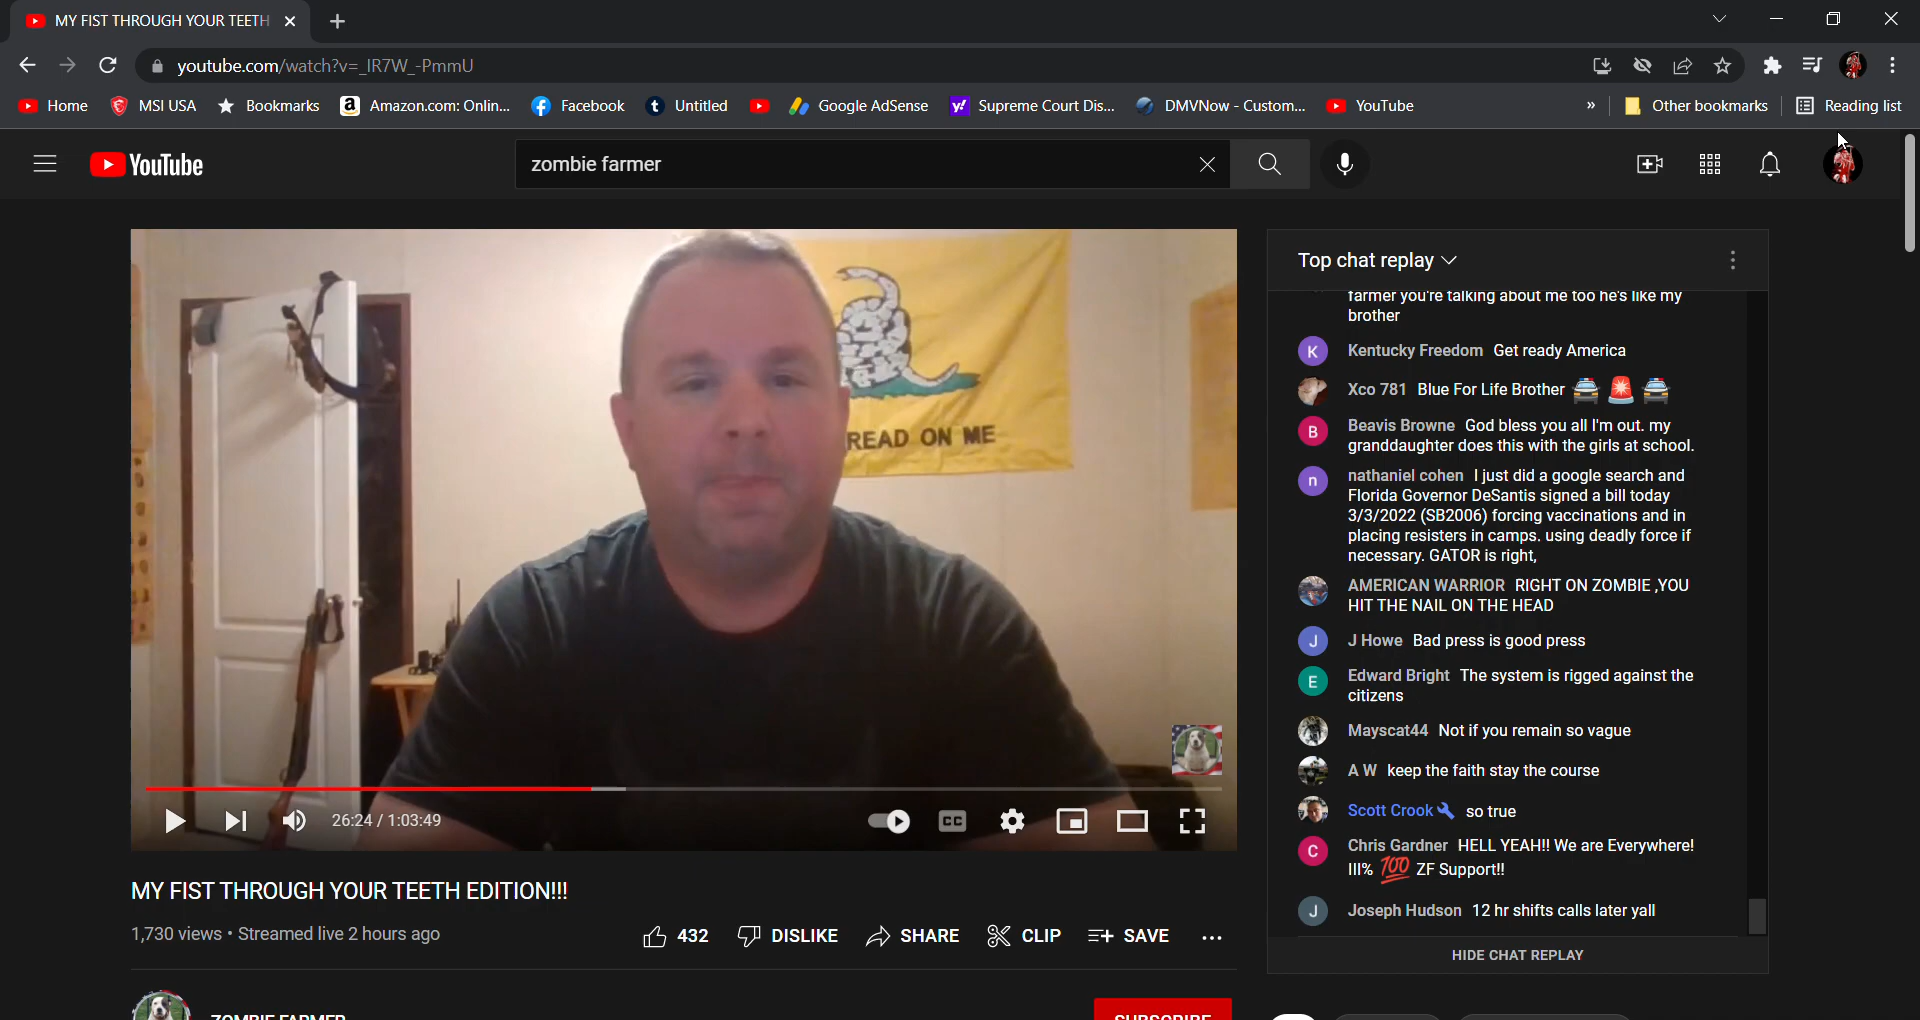 MY FIST THROUGH YOUR TEETH
youtube.com/watch?v=_IR7W_-PmmU
Home MSI USA Bookmarks Amazon.com: Onlin... Facebook Untitled Google AdSense Supreme Court Dis... DMVNow - Custom... YouTube » Other bookmarks Reading list
YouTube
zombie farmer
READ ON ME
26:24 / 1:03:49
CC
MY FIST THROUGH YOUR TEETH EDITION!!!
1,730 views • Streamed live 2 hours ago
432 DISLIKE SHARE CLIP SAVE
ZOMBIE FARMER
SUBSCRIBE
Top chat replay
farmer you're talking about me too he's like my
brother
K Kentucky Freedom Get ready America
Xco 781 Blue For Life Brother 🚔 🚨 🚔
B Beavis Browne God bless you all I'm out. my
granddaughter does this with the girls at school.
n nathaniel cohen I just did a google search and
Florida Governor DeSantis signed a bill today
3/3/2022 (SB2006) forcing vaccinations and in
placing resisters in camps. using deadly force if
necessary. GATOR is right,
AMERICAN WARRIOR RIGHT ON ZOMBIE ,YOU
HIT THE NAIL ON THE HEAD
J J Howe Bad press is good press
E Edward Bright The system is rigged against the
citizens
Mayscat44 Not if you remain so vague
A W keep the faith stay the course
Scott Crook so true
C Chris Gardner HELL YEAH!! We are Everywhere!
III% 💯 ZF Support!!
J Joseph Hudson 12 hr shifts calls later yall
HIDE CHAT REPLAY